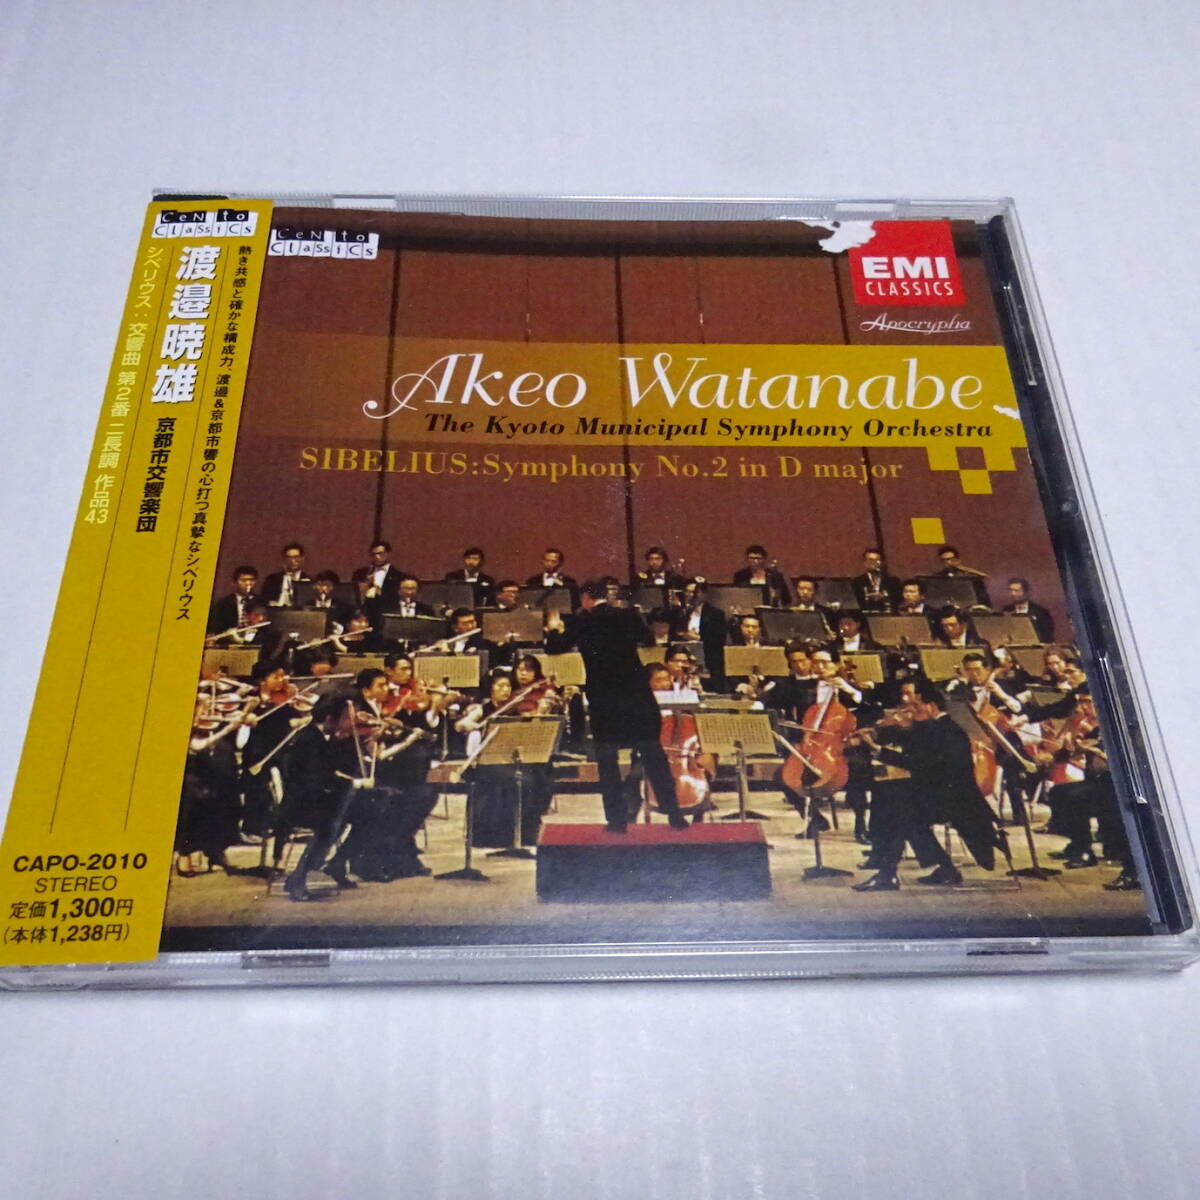 CeNto
ClassiCs
熱き共感と確かな構成力、渡邉&京都市響の心打つ真摯なシベリウス
渡邉暁雄 京都市交響楽団
シベリウス:交響曲 第2番 ニ長調 作品43
CAPO-2010
STEREO
定価1,300円
(本体1,238円)
CeNto
ClassiCs
EMI
CLASSICS
Apocrypha
Akeo Watanabe
The Kyoto Municipal Symphony Orchestra
SIBELIUS:Symphony No.2 in D major